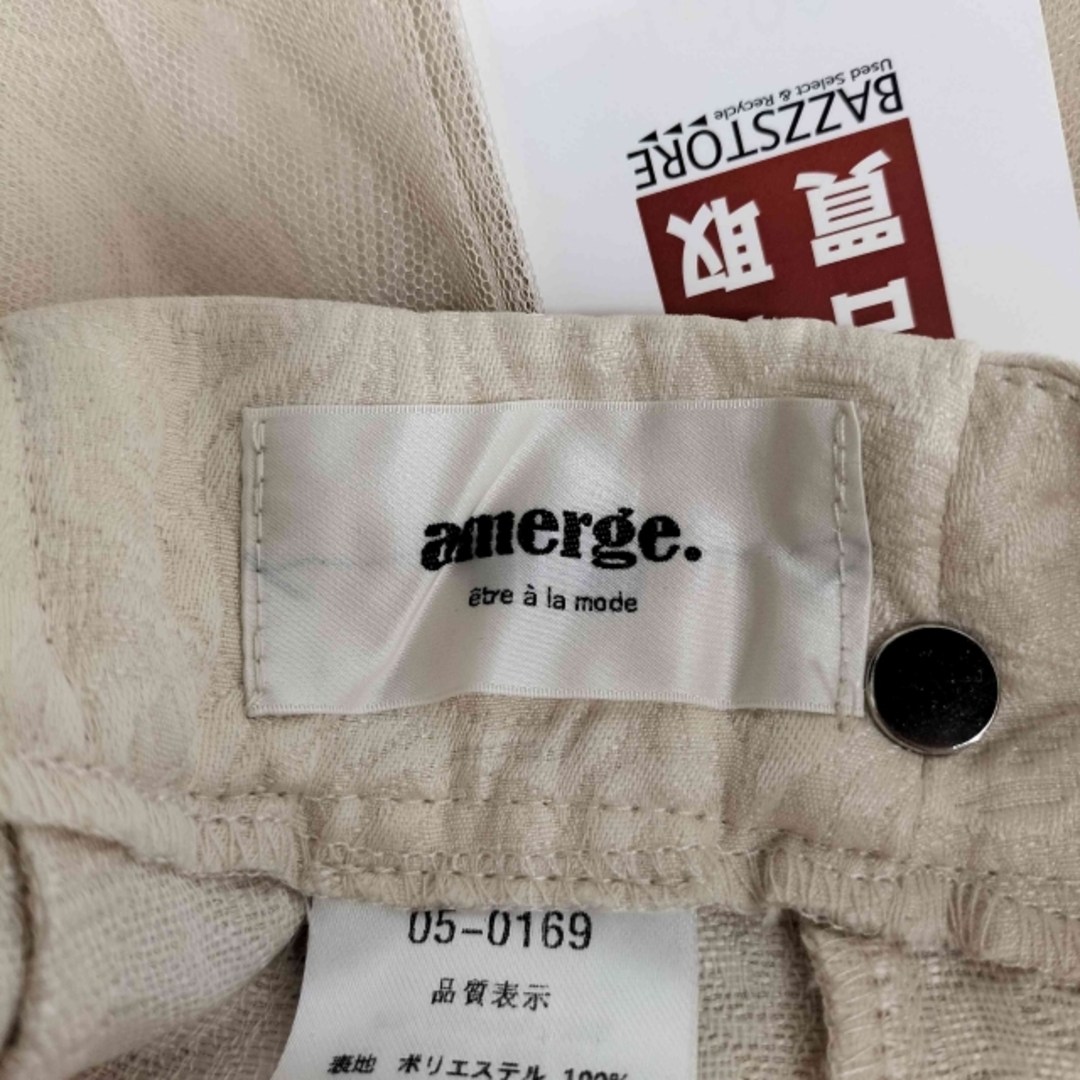 Used Select & Recycle
BAZZSTORE
買取
古
amerge.
être à la mode
05-0169
品質表示
表地 ポリエステル 100%